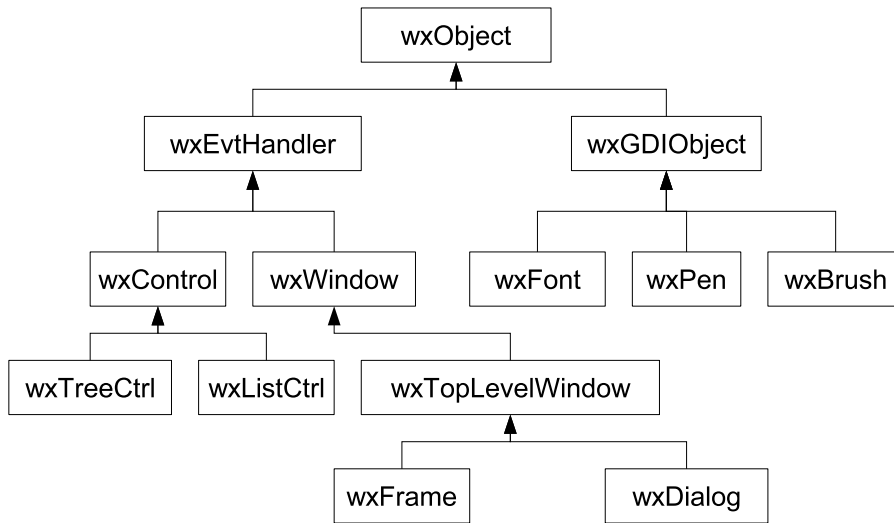 wxObject
wxEvtHandler
wxGDIObject
wxControl
wxWindow
wxFont
wxPen
wxBrush
wxTreeCtrl
wxListCtrl
wxTopLevelWindow
wxFrame
wxDialog